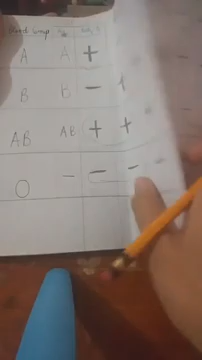 A A +
B B - +
AB AB + +
O - - -